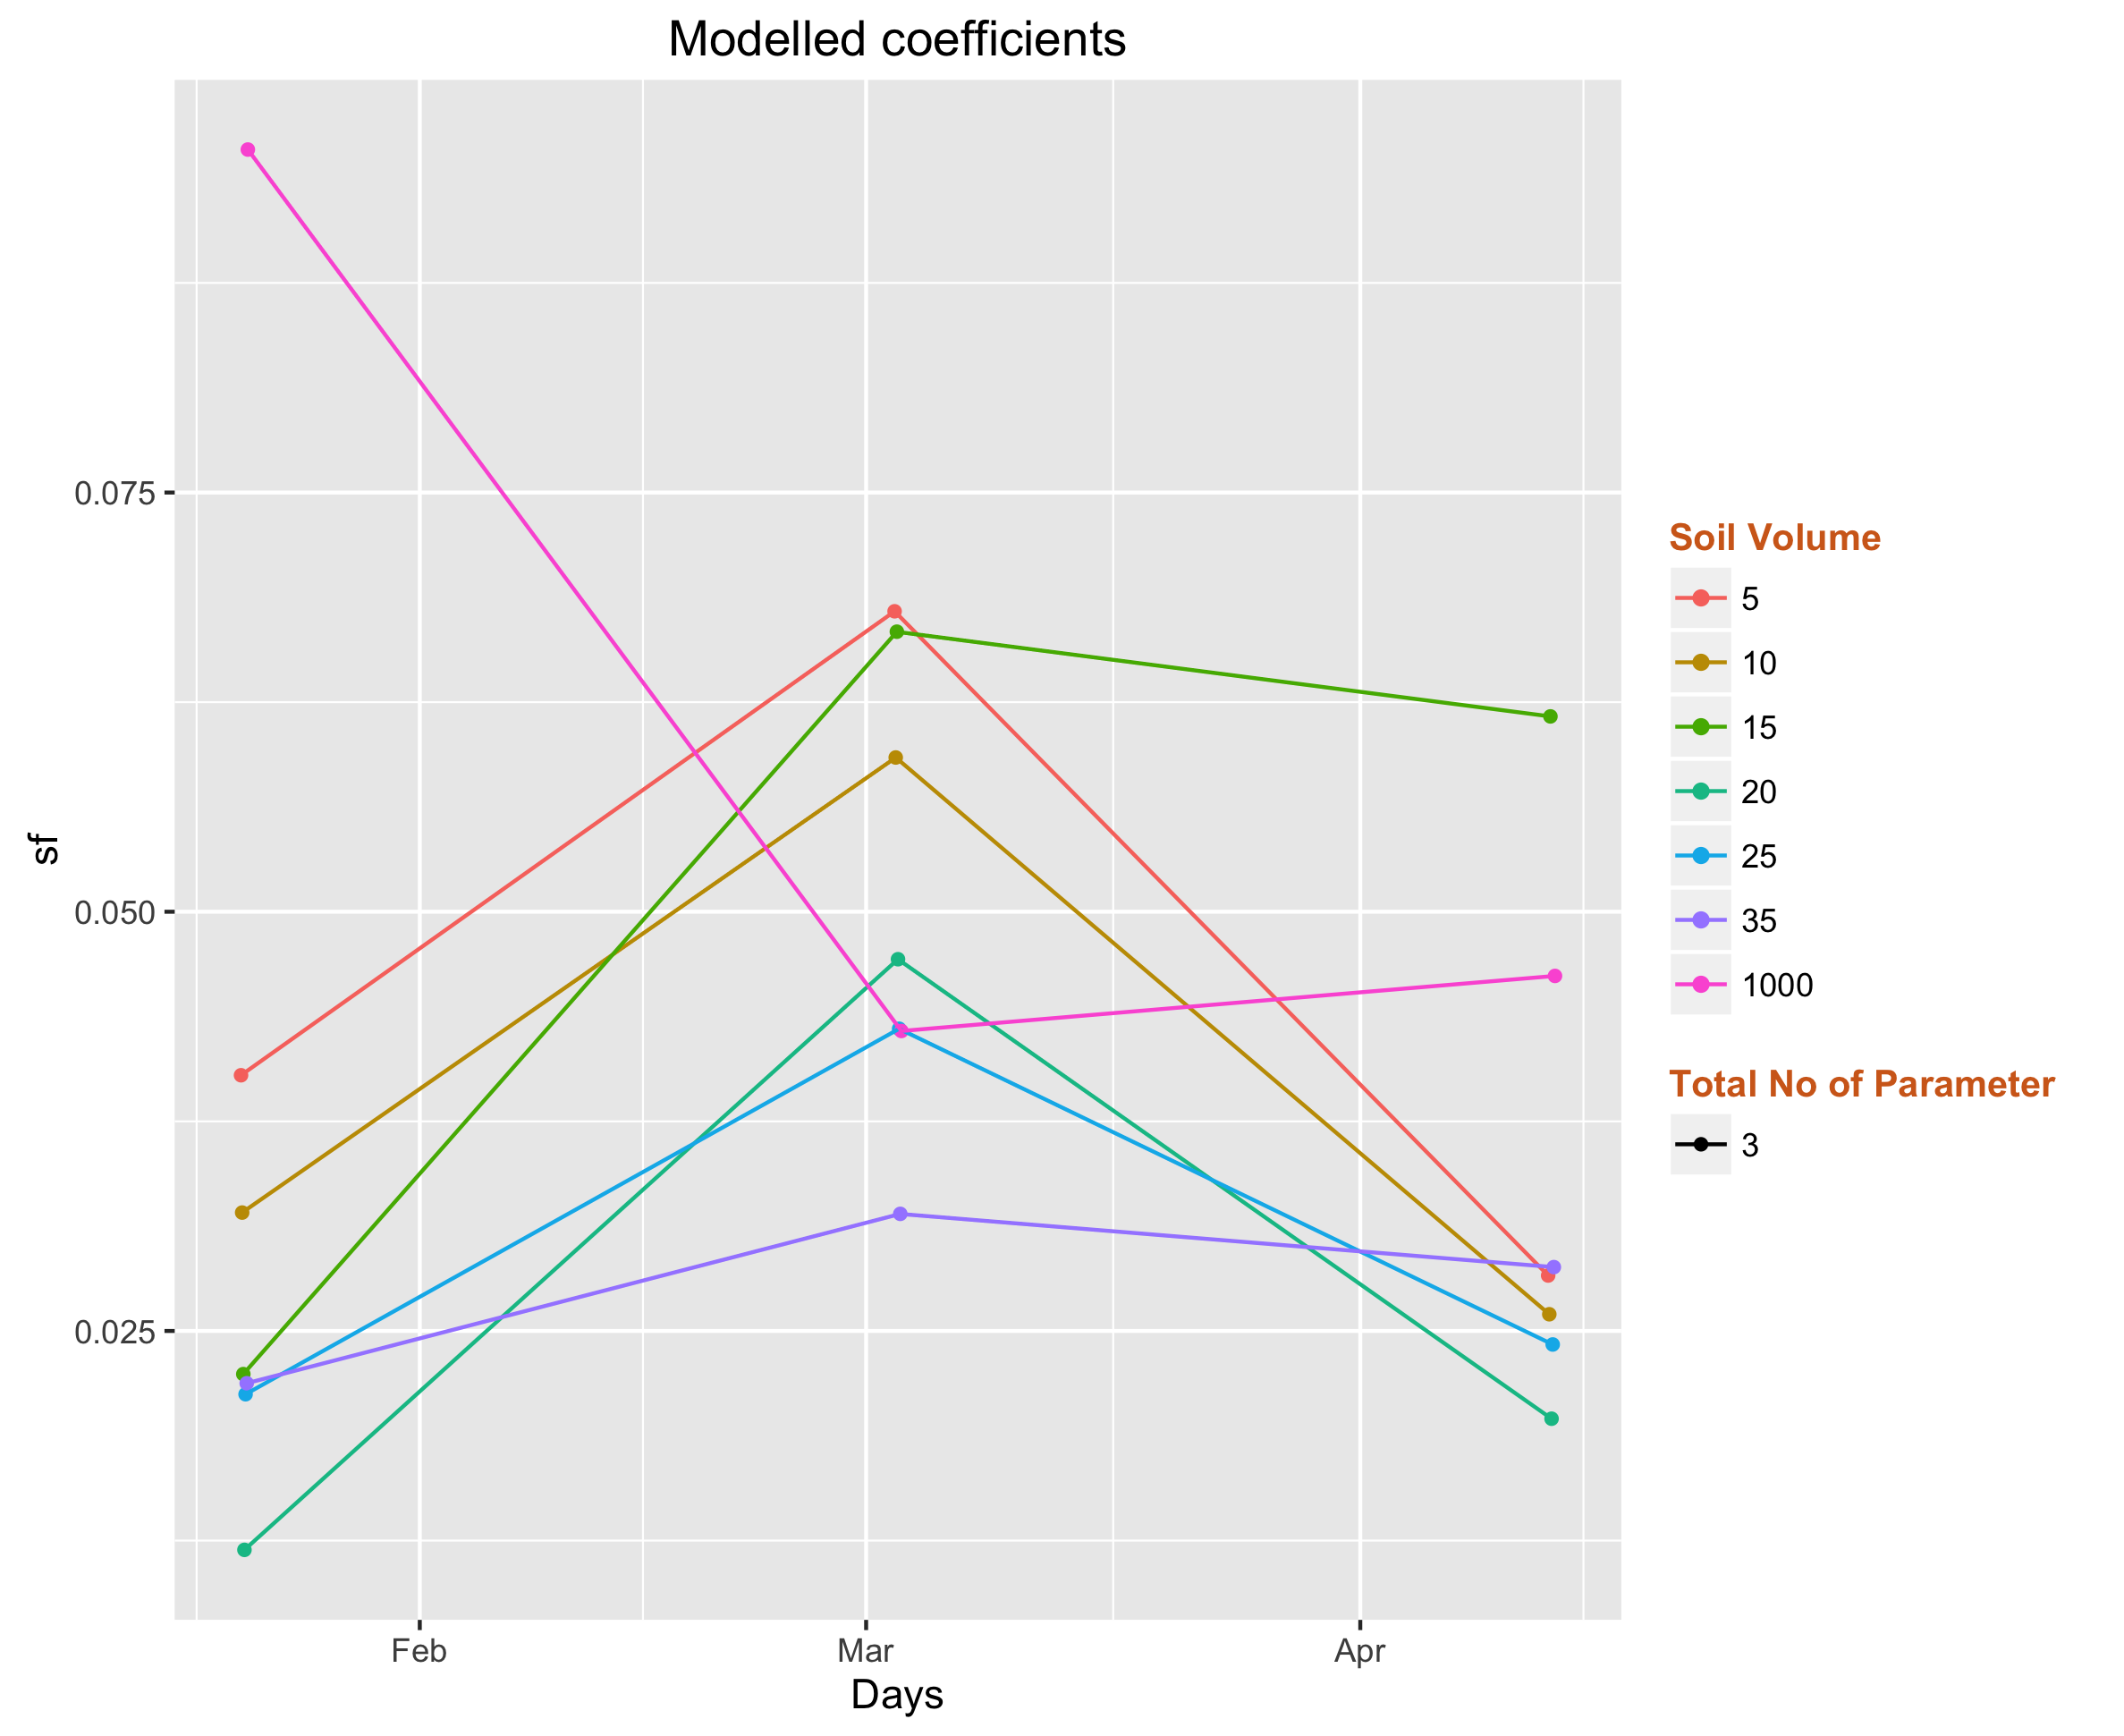 Modelled coefficients
sf
0.075
0.050
0.025
Feb
Mar
Apr
Days
Soil Volume
5
10
15
20
25
35
1000
Total No of Parameter
3